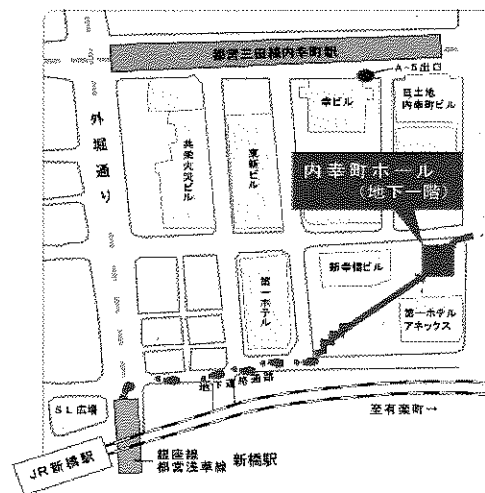 都営三田線内幸町駅
A-5出口
外堀通り
共栄火災ビル
東新ビル
幸ビル
日土地
内幸町ビル
内幸町ホール
(地下一階)
新幸橋ビル
第一ホテル
第一ホテル
アネックス
地下連絡通路
SL広場
至有楽町→
JR新橋駅
銀座線
都営浅草線
新橋駅